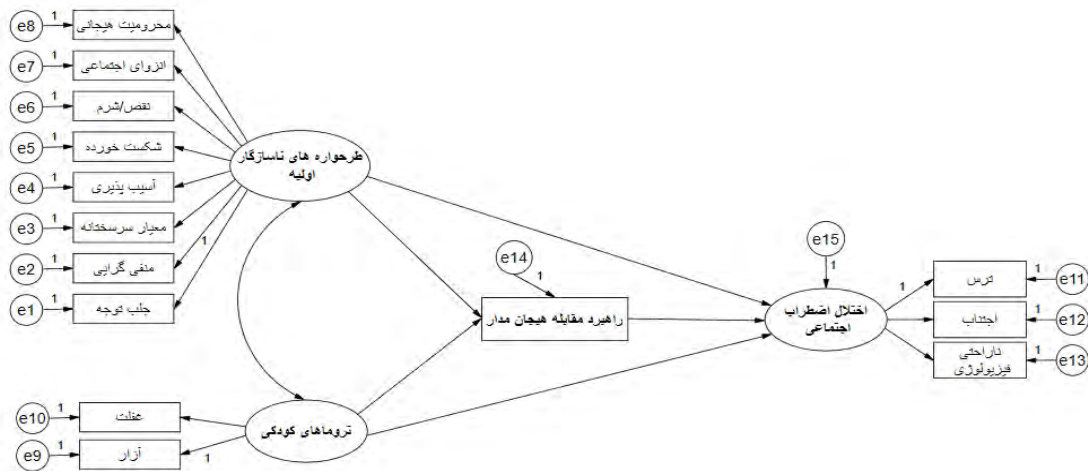 e8 1 محرومیت هیجانی
e7 1 انزوای اجتماعی
e6 1 نقص/شرم
e5 1 شکست خورده
e4 1 آسیب پذیری
e3 1 معیار سرسختانه
e2 1 منفی گرایی 1
e1 1 جلب توجه
طرحواره های ناسازگار
اولیه
e14
1
راهبرد مقابله هیجان مدار
e15
1
اختلال اضطراب
اجتماعی
1 ترس 1 e11
اجتناب 1 e12
ناراحتی
فیزیولوژی
1 e13
e10 1 غفلت
e9 1 آزار 1
تروماهای کودکی